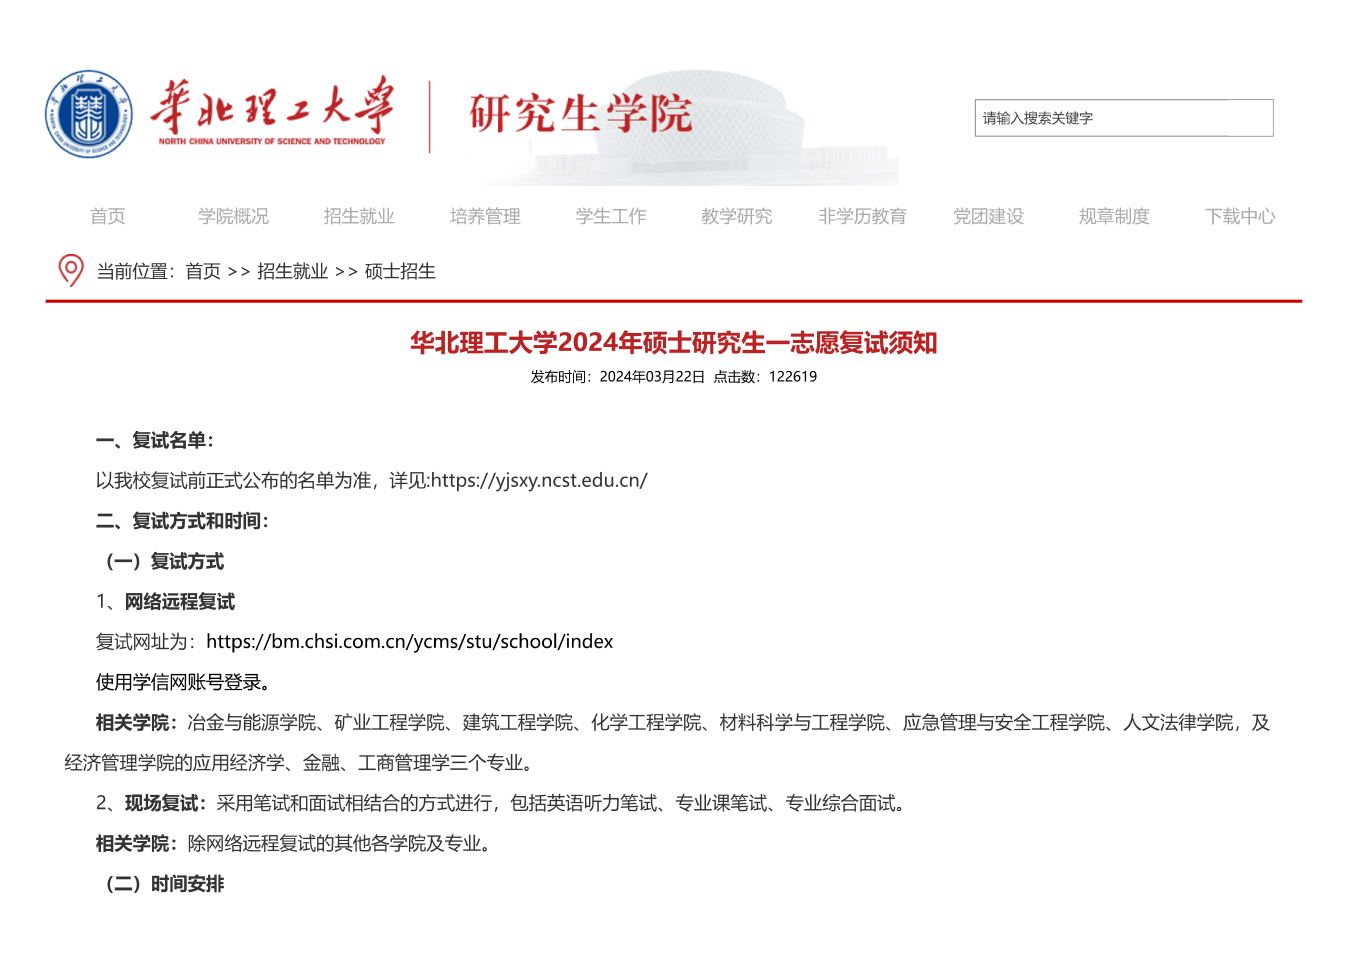 华北理工大学
NORTH CHINA UNIVERSITY OF SCIENCE AND TECHNOLOGY
研究生学院
请输入搜索关键字
首页 学院概况 招生就业 培养管理 学生工作 教学研究 非学历教育 党团建设 规章制度 下载中心
当前位置：首页 >> 招生就业 >> 硕士招生
华北理工大学2024年硕士研究生一志愿复试须知
发布时间：2024年03月22日 点击数：122619
一、复试名单：
以我校复试前正式公布的名单为准，详见:https://yjsxy.ncst.edu.cn/
二、复试方式和时间：
（一）复试方式
1、网络远程复试
复试网址为：https://bm.chsi.com.cn/ycms/stu/school/index
使用学信网账号登录。
相关学院：冶金与能源学院、矿业工程学院、建筑工程学院、化学工程学院、材料科学与工程学院、应急管理与安全工程学院、人文法律学院，及
经济管理学院的应用经济学、金融、工商管理学三个专业。
2、现场复试：采用笔试和面试相结合的方式进行，包括英语听力笔试、专业课笔试、专业综合面试。
相关学院：除网络远程复试的其他各学院及专业。
（二）时间安排